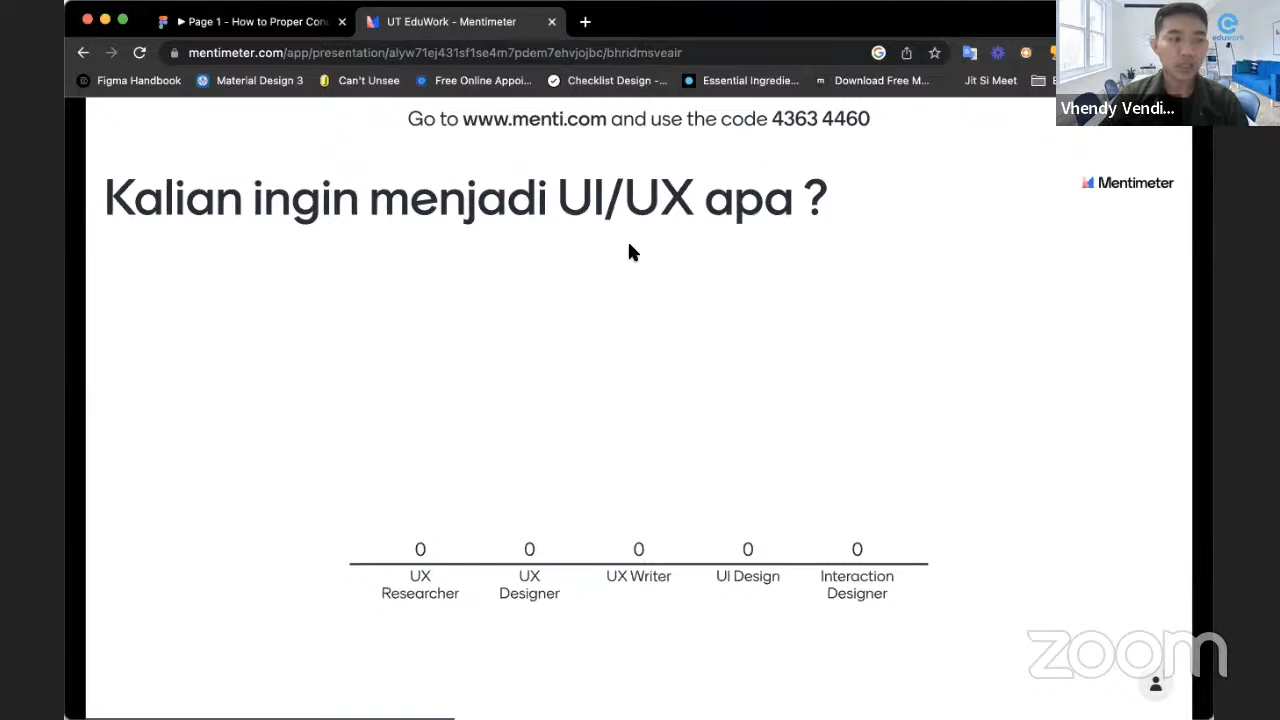 Page 1 - How to Proper Con
UT EduWork - Mentimeter
mentimeter.com/app/presentation/alyw71ej431sf1se4m7pqm7n7ehvjojbc/bhridmsveair
Figma Handbook
Material Design 3
Can't Unsee
Free Online Appoi...
Checklist Design -...
Essential Ingredie...
Download Free M...
Jit Si Meet
eduwork
Vhendy Vendi...
Go to www.menti.com and use the code 4363 4460
Mentimeter
Kalian ingin menjadi UI/UX apa ?
0 0 0 0 0
UX Researcher
UX Designer
UX Writer
UI Design
Interaction Designer
zoom